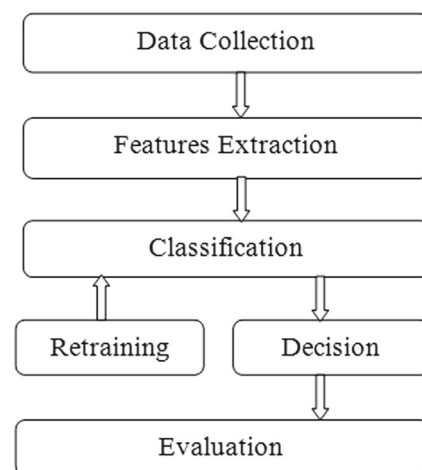 Data Collection
Features Extraction
Classification
Retraining
Decision
Evaluation